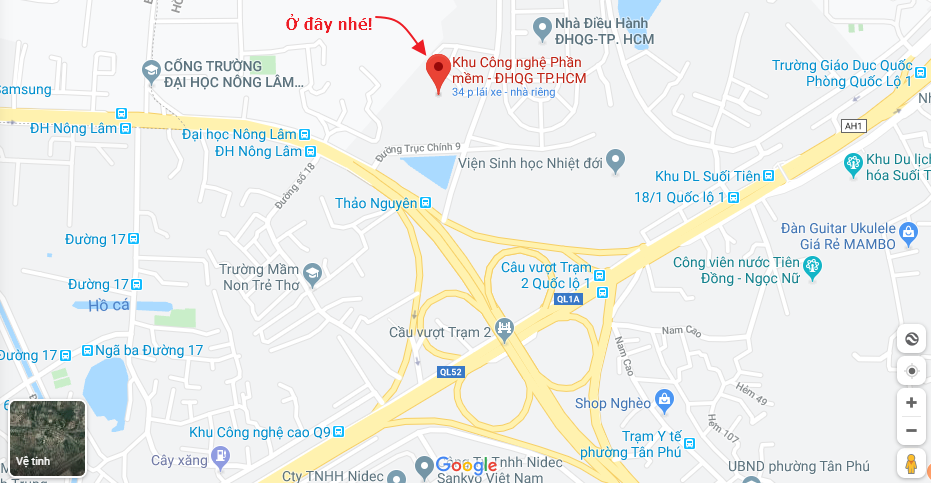 Ở đây nhé!
Nhà Điều Hành
ĐHQG-TP. HCM
CỔNG TRƯỜNG
ĐẠI HỌC NÔNG LÂM...
Khu Công nghệ Phần
mềm - ĐHQG TP.HCM
34 p lái xe - nhà riêng
Trường Giáo Dục Quốc
Phòng Quốc Lộ 1
Samsung
ĐH Nông Lâm
Đại học Nông Lâm
ĐH Nông Lâm
AH1
Đường Trục Chính 9
Viện Sinh học Nhiệt đới
Khu Du lịch
hóa Suối T
Khu DL Suối Tiên
18/1 Quốc lộ 1
Đường số 18
Thảo Nguyên
Đường 17
Đàn Guitar Ukulele
Giá Rẻ MAMBO
Trường Mầm
Non Trẻ Thơ
Câu vượt Trạm
2 Quốc lộ 1
Công viên nước Tiên
Đồng - Ngọc Nữ
Đường 17
Hồ cá
QL1A
Cầu vượt Trạm 2
Nam Cao
Nam Cao
Ngã ba Đường 17
Đường 17
QL52
Hẻm 49
Shop Nghèo
Hẻm 107
Khu Công nghệ cao Q9
Trạm Y tế
phường Tân Phú
Vệ tinh
Cây xăng
Google
UBND phường Tân Phú
Cty TNHH Nidec
Sankyo Việt Nam